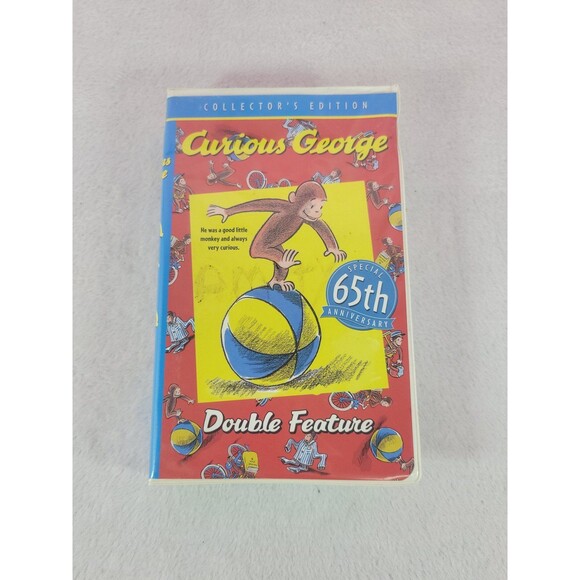 COLLECTOR'S EDITION
Curious George
He was a good little
monkey and always
very curious.
SPECIAL
65th
ANNIVERSARY
Double Feature